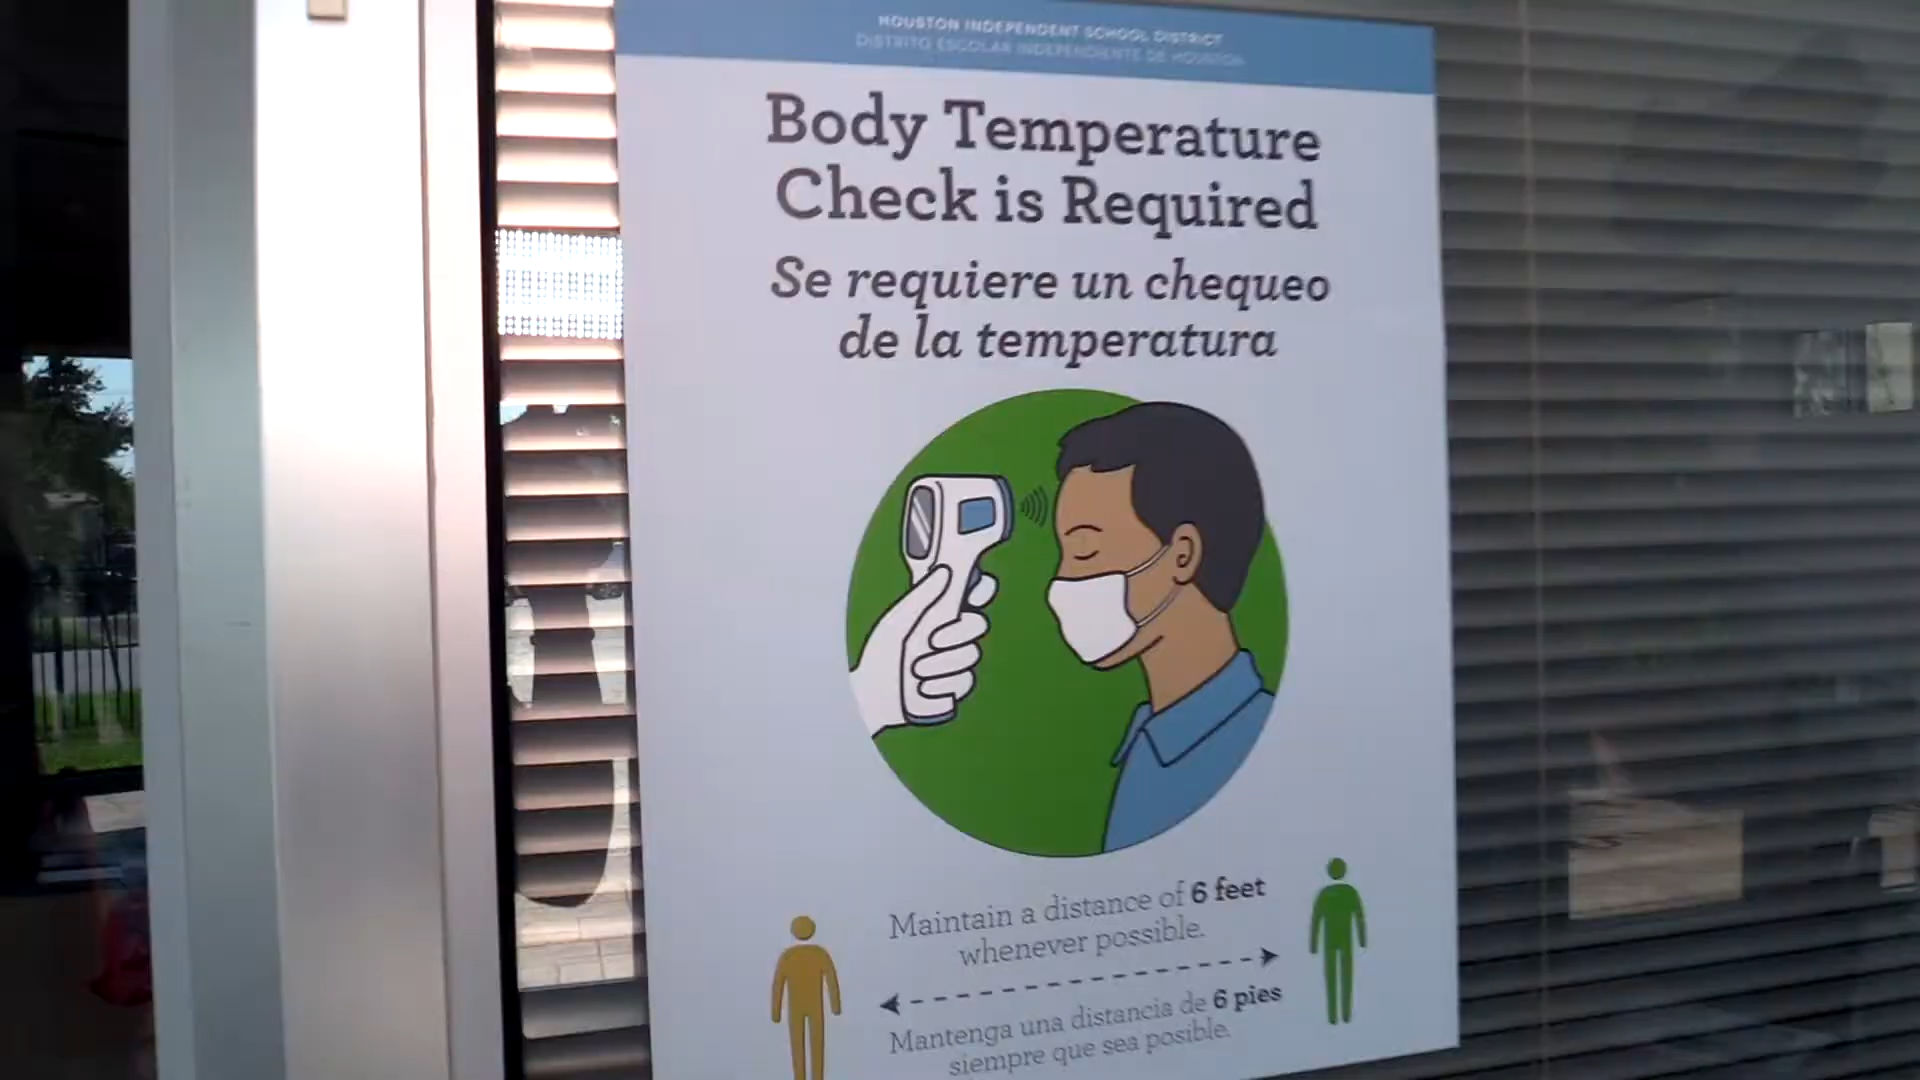 HOUSTON INDEPENDENT SCHOOL DISTRICT
DISTRITO ESCOLAR INDEPENDIENTE DE HOUSTON
Body Temperature
Check is Required
Se requiere un chequeo
de la temperatura
Maintain a distance of 6 feet
whenever possible.
Mantenga una distancia de 6 pies
siempre que sea posible.